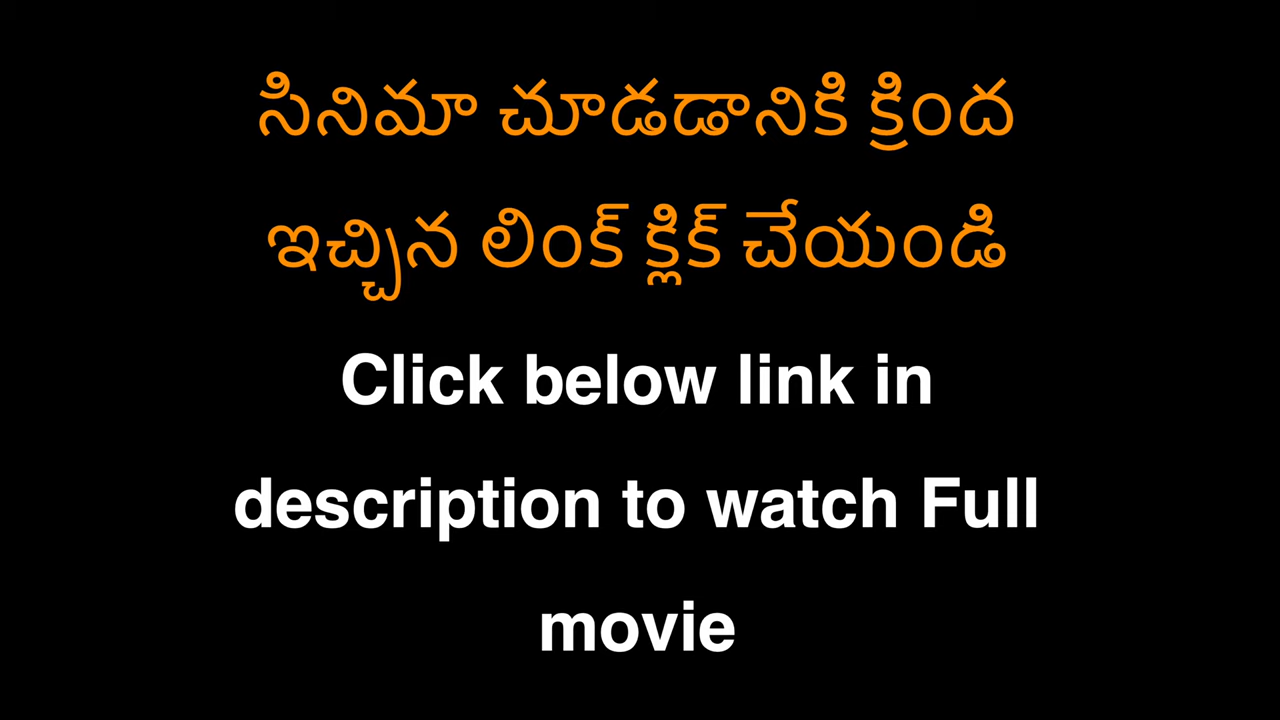 సినిమా చూడడానికి క్రింద
ఇచ్చిన లింక్ క్లిక్ చేయండి
Click below link in
description to watch Full
movie